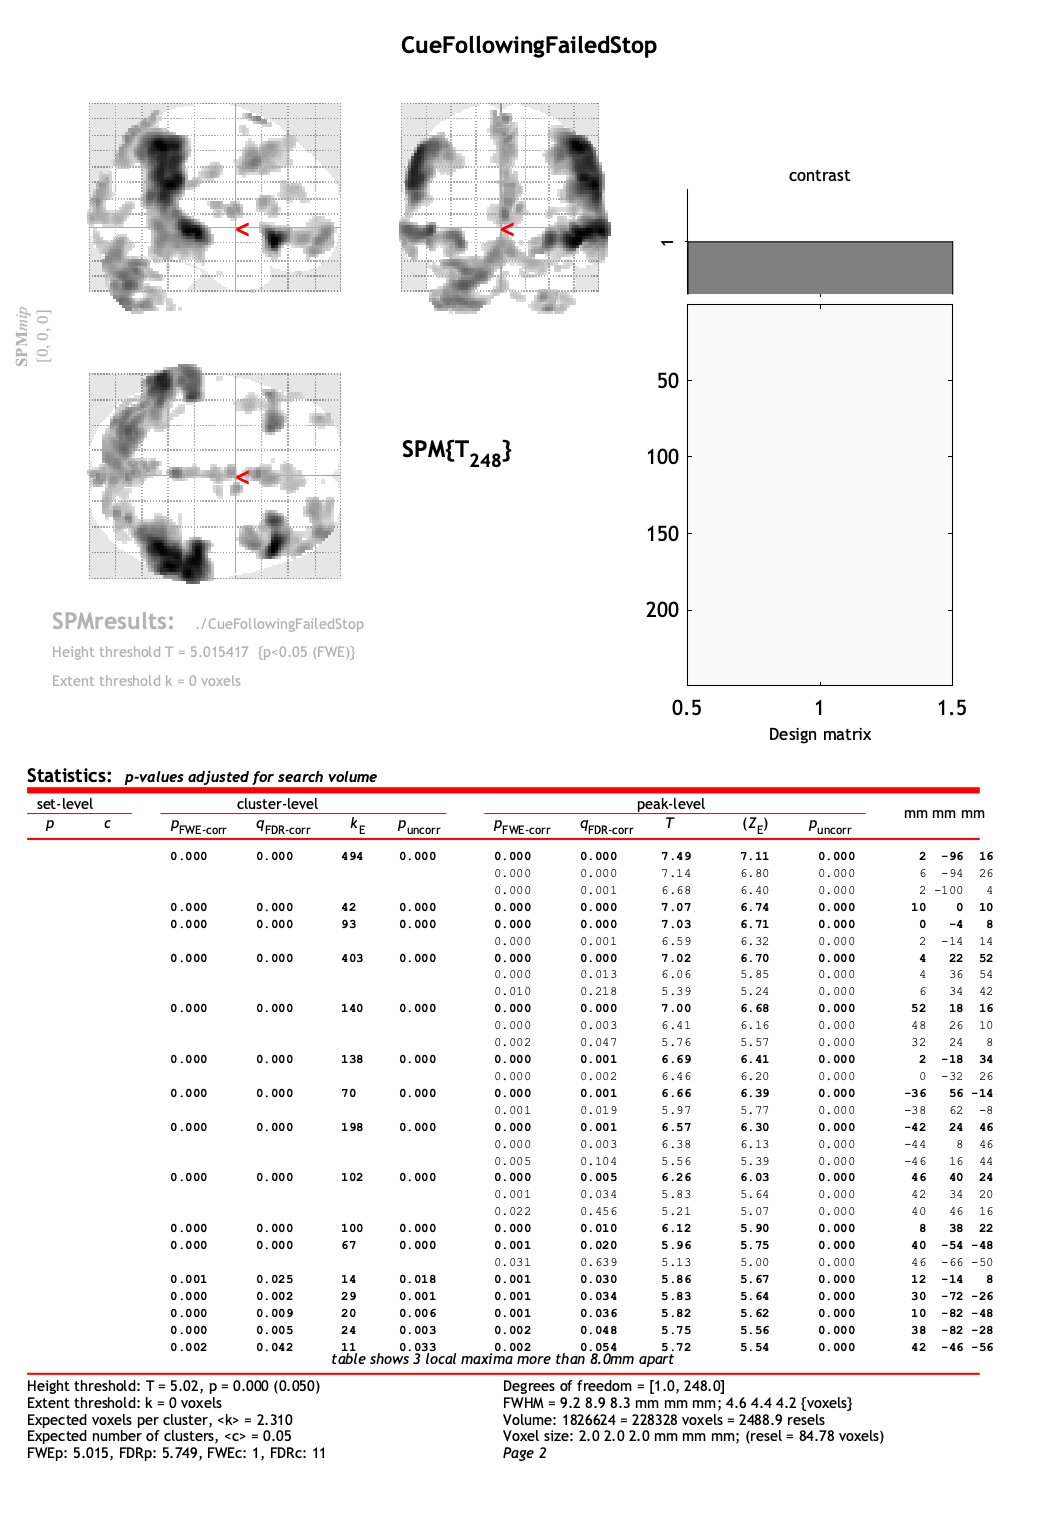 CueFollowingFailedStop
<
<
contrast
1
SPMmip
[0, 0, 0]
50
<
SPM{T248}
100
150
200
0.5 1 1.5
Design matrix
SPMresults: ./CueFollowingFailedStop
Height threshold T = 5.015417 {p<0.05 (FWE)}
Extent threshold k = 0 voxels
Statistics: p-values adjusted for search volume
set-level cluster-level peak-level mm mm mm
p c pFWE-corr qFDR-corr kE puncorr pFWE-corr qFDR-corr T (ZE) puncorr
0.000 0.000 494 0.000 0.000 0.000 7.49 7.11 0.000 2 -96 16
0.000 0.000 7.14 6.80 0.000 6 -94 26
0.000 0.001 6.68 6.40 0.000 2 -100 4
0.000 0.000 42 0.000 0.000 0.000 7.07 6.74 0.000 10 0 10
0.000 0.000 93 0.000 0.000 0.000 7.03 6.71 0.000 0 -4 8
0.000 0.001 6.59 6.32 0.000 2 -14 14
0.000 0.000 403 0.000 0.000 0.000 7.02 6.70 0.000 4 22 52
0.000 0.013 6.06 5.85 0.000 4 36 54
0.010 0.218 5.39 5.24 0.000 6 34 42
0.000 0.000 140 0.000 0.000 0.000 7.00 6.68 0.000 52 18 16
0.000 0.003 6.41 6.16 0.000 48 26 10
0.002 0.047 5.76 5.57 0.000 32 24 8
0.000 0.000 138 0.000 0.000 0.001 6.69 6.41 0.000 2 -18 34
0.000 0.002 6.46 6.20 0.000 0 -32 26
0.000 0.000 70 0.000 0.000 0.001 6.66 6.39 0.000 -36 56 -14
0.001 0.019 5.97 5.77 0.000 -38 62 -8
0.000 0.000 198 0.000 0.000 0.001 6.57 6.30 0.000 -42 24 46
0.000 0.003 6.38 6.13 0.000 -44 8 46
0.005 0.104 5.56 5.39 0.000 -46 16 44
0.000 0.000 102 0.000 0.000 0.005 6.26 6.03 0.000 46 40 24
0.001 0.034 5.83 5.64 0.000 42 34 20
0.022 0.456 5.21 5.07 0.000 40 46 16
0.000 0.000 100 0.000 0.000 0.010 6.12 5.90 0.000 8 38 22
0.000 0.000 67 0.000 0.001 0.020 5.96 5.75 0.000 40 -54 -48
0.031 0.639 5.13 5.00 0.000 46 -66 -50
0.001 0.025 14 0.018 0.001 0.030 5.86 5.67 0.000 12 -14 8
0.000 0.002 29 0.001 0.001 0.034 5.83 5.64 0.000 30 -72 -26
0.000 0.009 20 0.006 0.001 0.036 5.82 5.62 0.000 10 -82 -48
0.000 0.005 24 0.003 0.002 0.048 5.75 5.56 0.000 38 -82 -28
0.002 0.042 11 0.033 0.002 0.054 5.72 5.54 0.000 42 -46 -56
table shows 3 local maxima more than 8.0mm apart
Height threshold: T = 5.02, p = 0.000 (0.050) Degrees of freedom = [1.0, 248.0]
Extent threshold: k = 0 voxels FWHM = 9.2 8.9 8.3 mm mm mm; 4.6 4.4 4.2 {voxels}
Expected voxels per cluster, <k> = 2.310 Volume: 1826624 = 228328 voxels = 2488.9 resels
Expected number of clusters, <c> = 0.05 Voxel size: 2.0 2.0 2.0 mm mm mm; (resel = 84.78 voxels)
FWEp: 5.015, FDRp: 5.749, FWEc: 1, FDRc: 11 Page 2